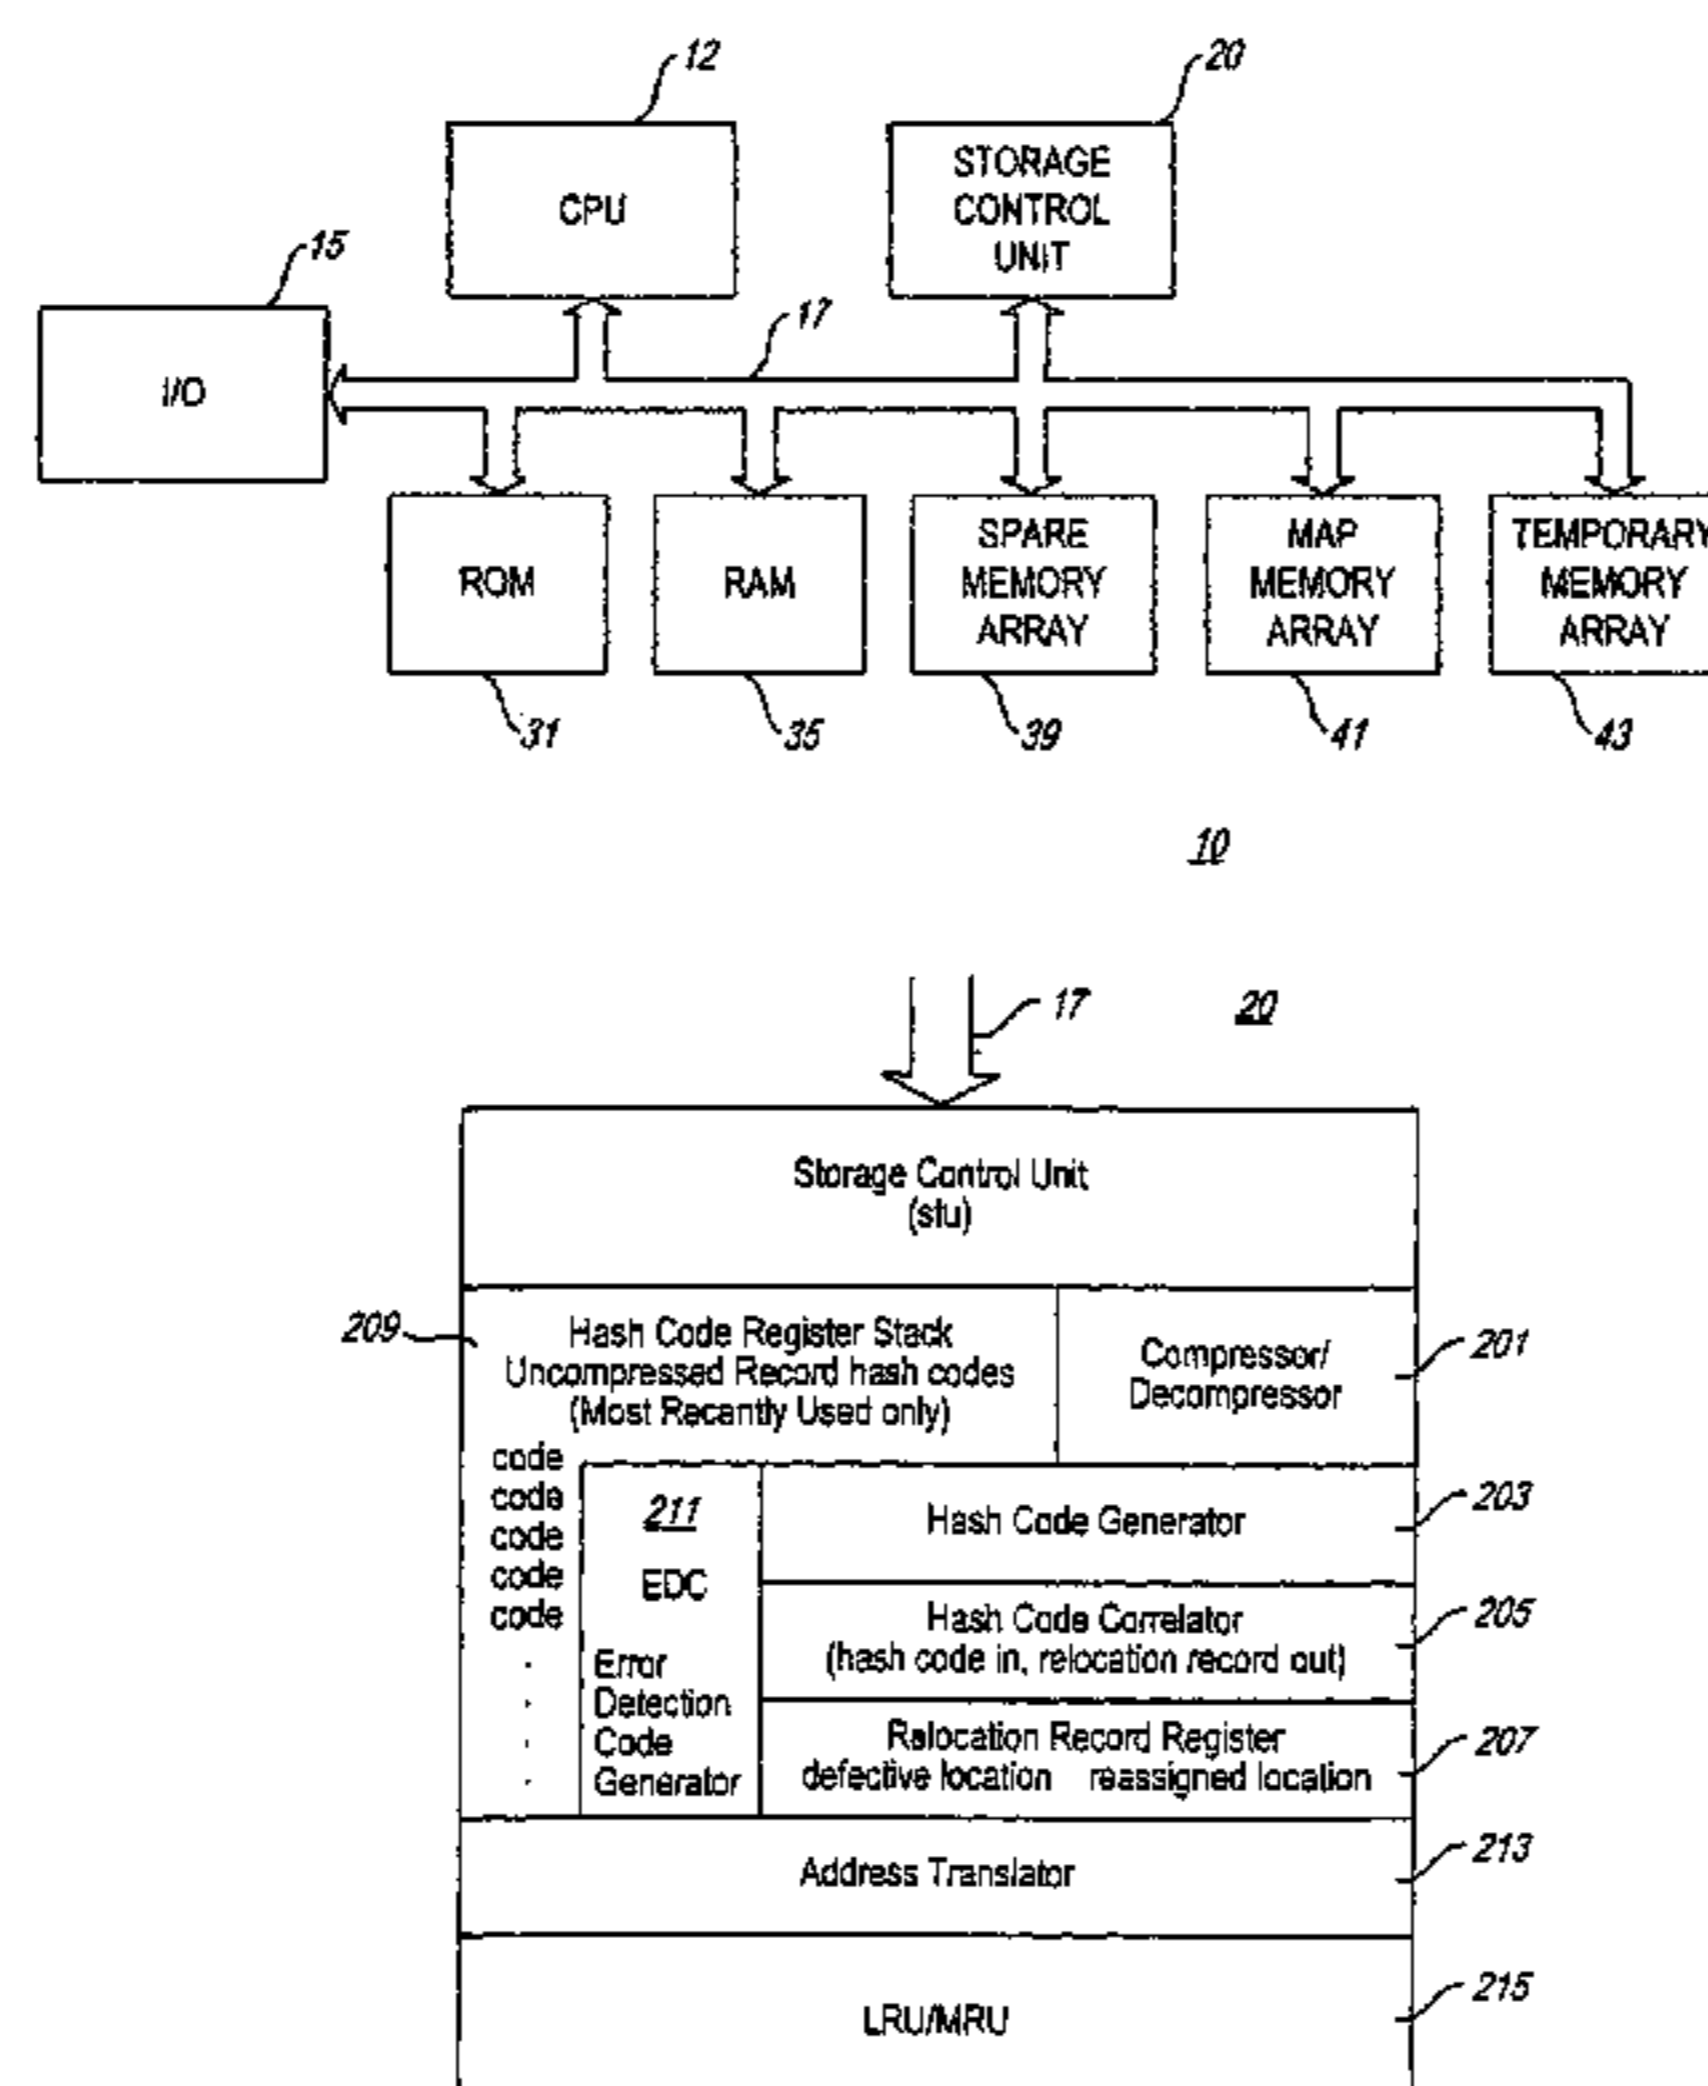 12
20
CPU
STORAGE
CONTROL
UNIT
15
17
I/O
ROM
RAM
SPARE
MEMORY
ARRAY
MAP
MEMORY
ARRAY
TEMPORARY
MEMORY
ARRAY
31
35
39
41
43
10
17
20
Storage Control Unit
(stu)
209
Hash Code Register Stack
Uncompressed Record hash codes
(Most Recently Used only)
Compressor/
Decompressor
201
code
code
code
code
code
211
EDC
Error
Detection
Code
Generator
Hash Code Generator
203
Hash Code Correlator
(hash code in, relocation record out)
205
Relocation Record Register
defective location reassigned location
207
Address Translator
213
LRU/MRU
215